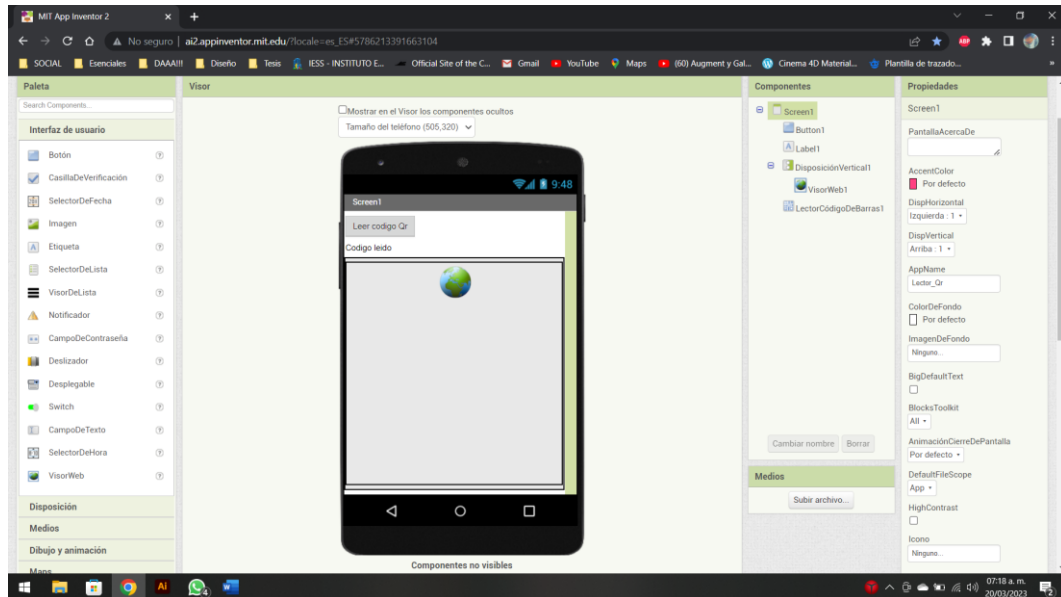 MIT App Inventor 2
No seguro | ai2.appinventor.mit.edu/?locale=es_ES#5786213391663104
SOCIAL Esenciales DAAA!!! Diseño Tesis IESS - INSTITUTO E... Official Site of the C... Gmail YouTube Maps (60) Augment y Gal... Cinema 4D Material... Plantilla de trazado...
Paleta
Search Components...
Interfaz de usuario
Botón
CasillaDeVerificación
SelectorDeFecha
Imagen
Etiqueta
SelectorDeLista
VisorDeLista
Notificador
CampoDeContraseña
Deslizador
Desplegable
Switch
CampoDeTexto
SelectorDeHora
VisorWeb
Disposición
Medios
Dibujo y animación
Maps
Visor
Mostrar en el Visor los componentes ocultos
Tamaño del teléfono (505,320)
9:48
Screen1
Leer codigo Qr
Codigo leido
Componentes no visibles
Componentes
Screen1
Button1
Label1
DisposiciónVertical1
VisorWeb1
LectorCódigoDeBarras1
Cambiar nombre Borrar
Medios
Subir archivo...
Propiedades
Screen1
PantallaAcercaDe
AccentColor
Por defecto
DispHorizontal
Izquierda : 1
DispVertical
Arriba : 1
AppName
Lector_Qr
ColorDeFondo
Por defecto
ImagenDeFondo
Ninguno...
BigDefaultText
BlocksToolkit
All
AnimaciónCierreDePantalla
Por defecto
DefaultFileScope
App
HighContrast
Icono
Ninguno...
07:18 a. m.
20/03/2023